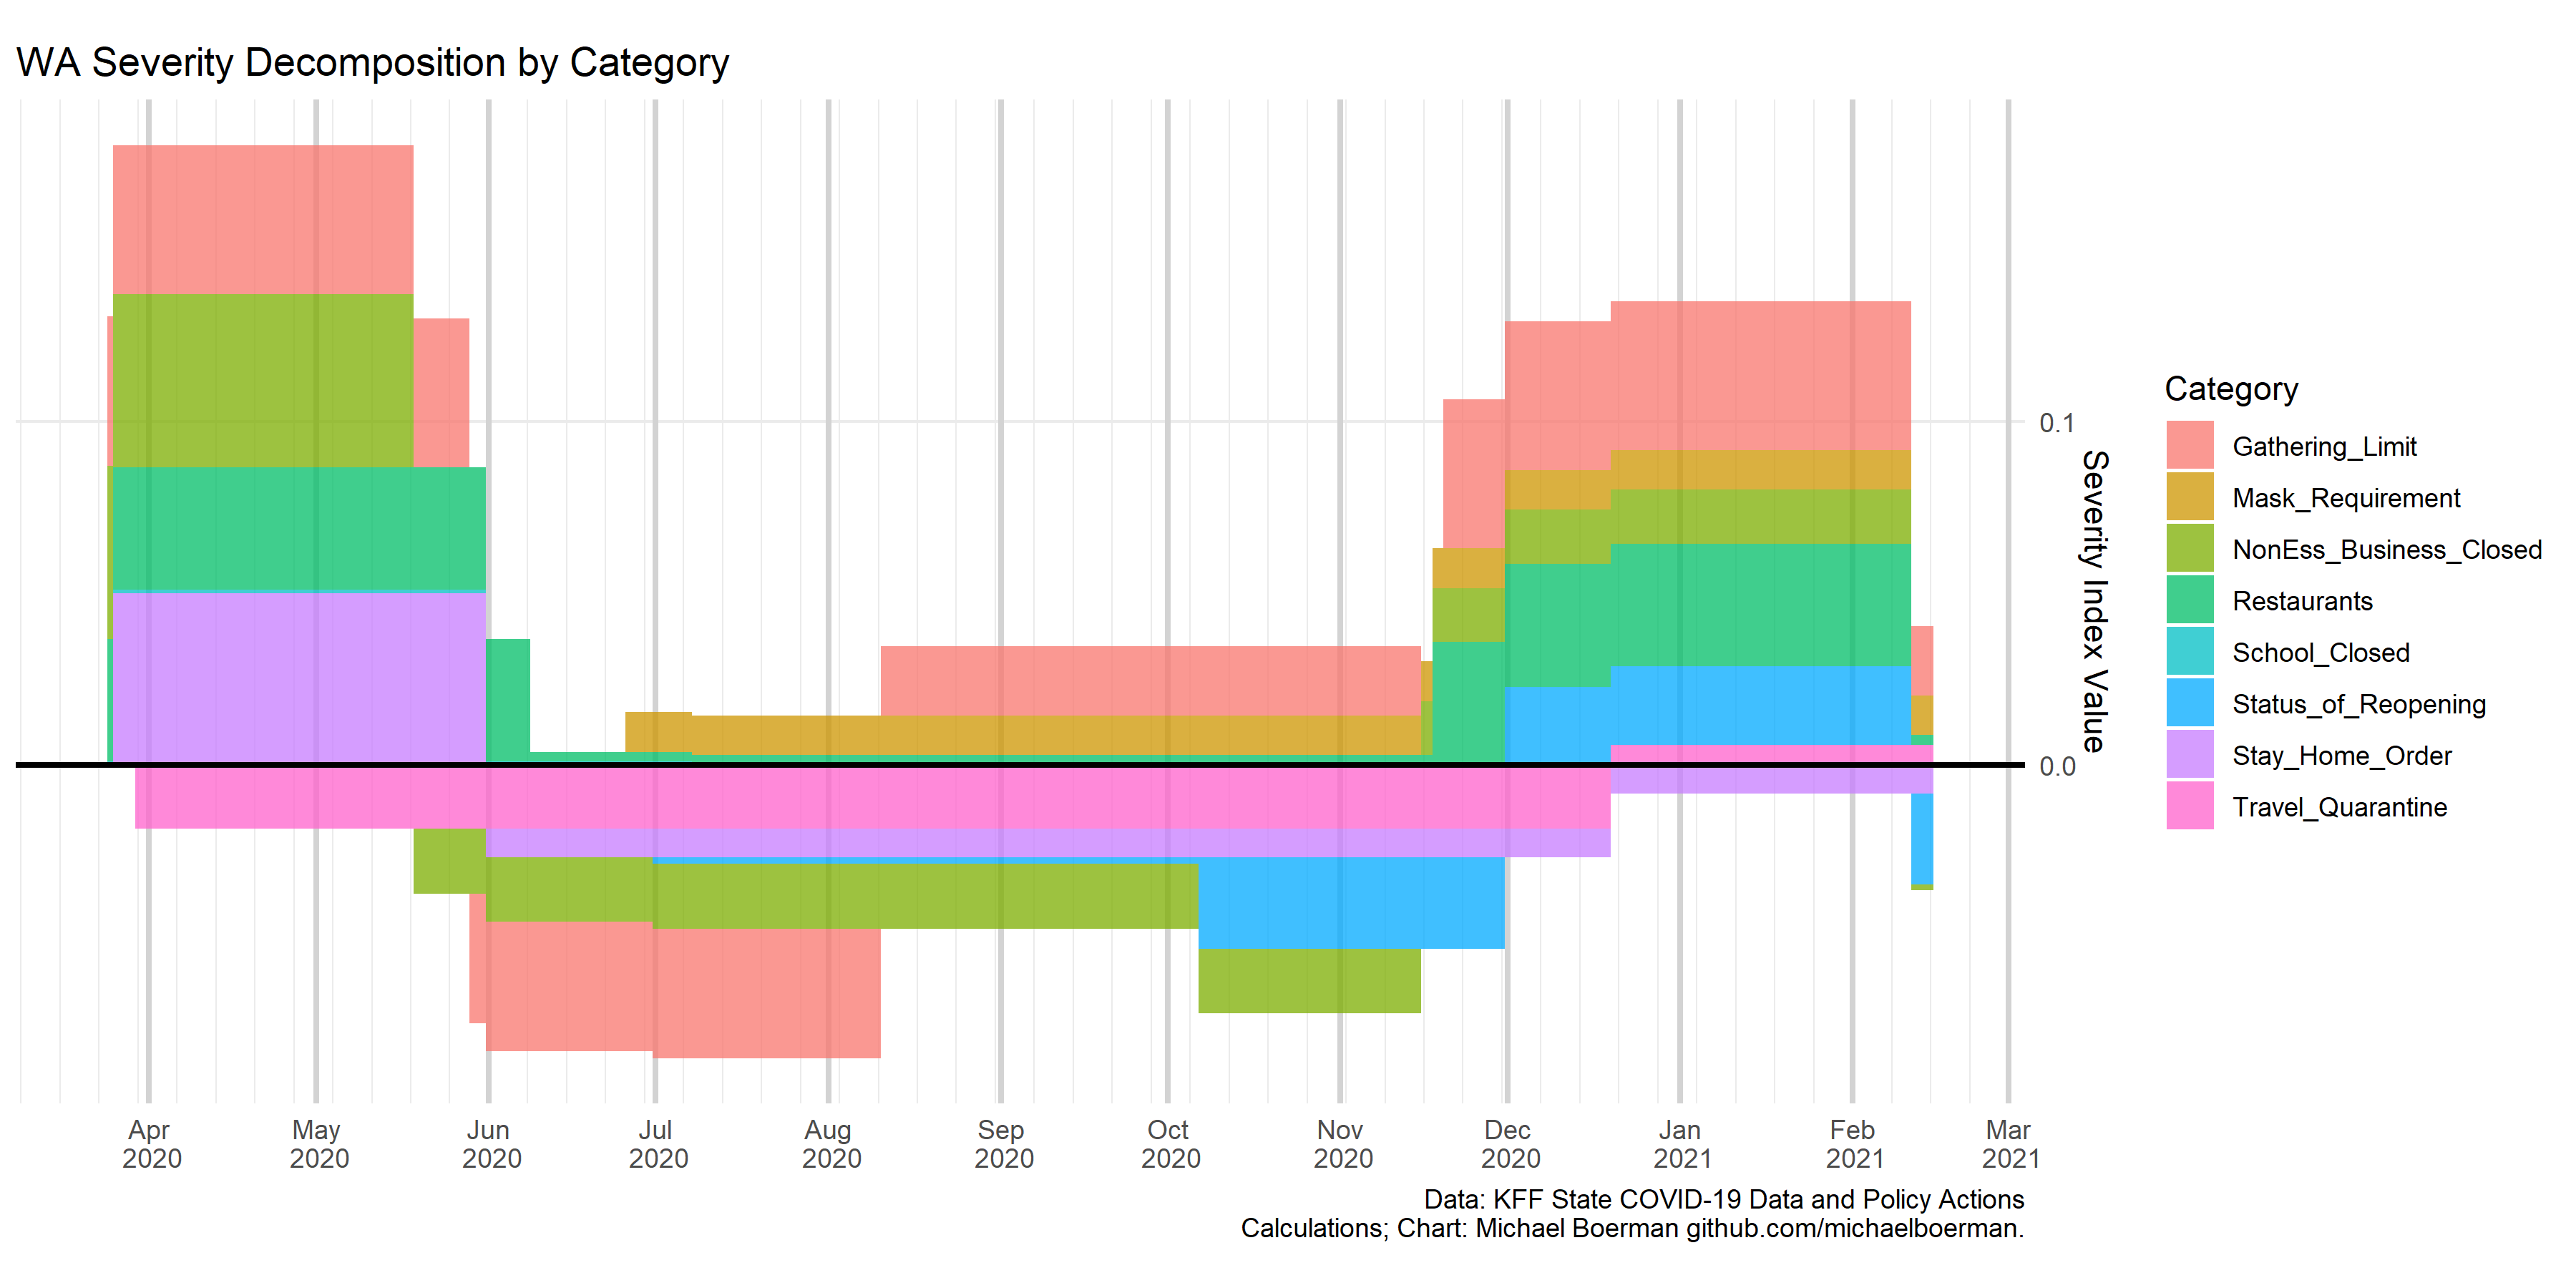 WA Severity Decomposition by Category
0.1
0.0
Severity Index Value
Category
Gathering_Limit
Mask_Requirement
NonEss_Business_Closed
Restaurants
School_Closed
Status_of_Reopening
Stay_Home_Order
Travel_Quarantine
Apr May Jun Jul Aug Sep Oct Nov Dec Jan Feb Mar
2020 2020 2020 2020 2020 2020 2020 2020 2020 2021 2021 2021
Data: KFF State COVID-19 Data and Policy Actions
Calculations; Chart: Michael Boerman github.com/michaelboerman.